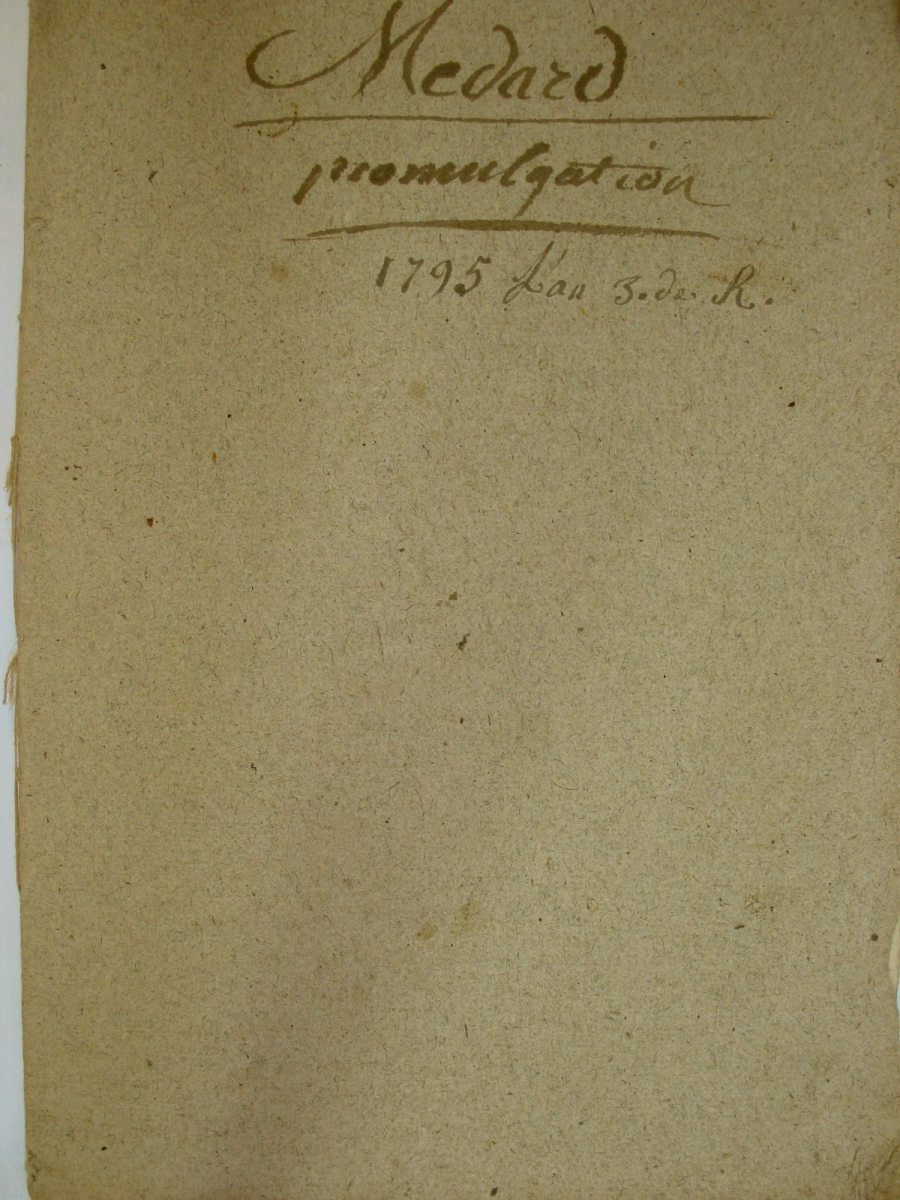 Medard
promulgation
1795 L'an 3. de R.